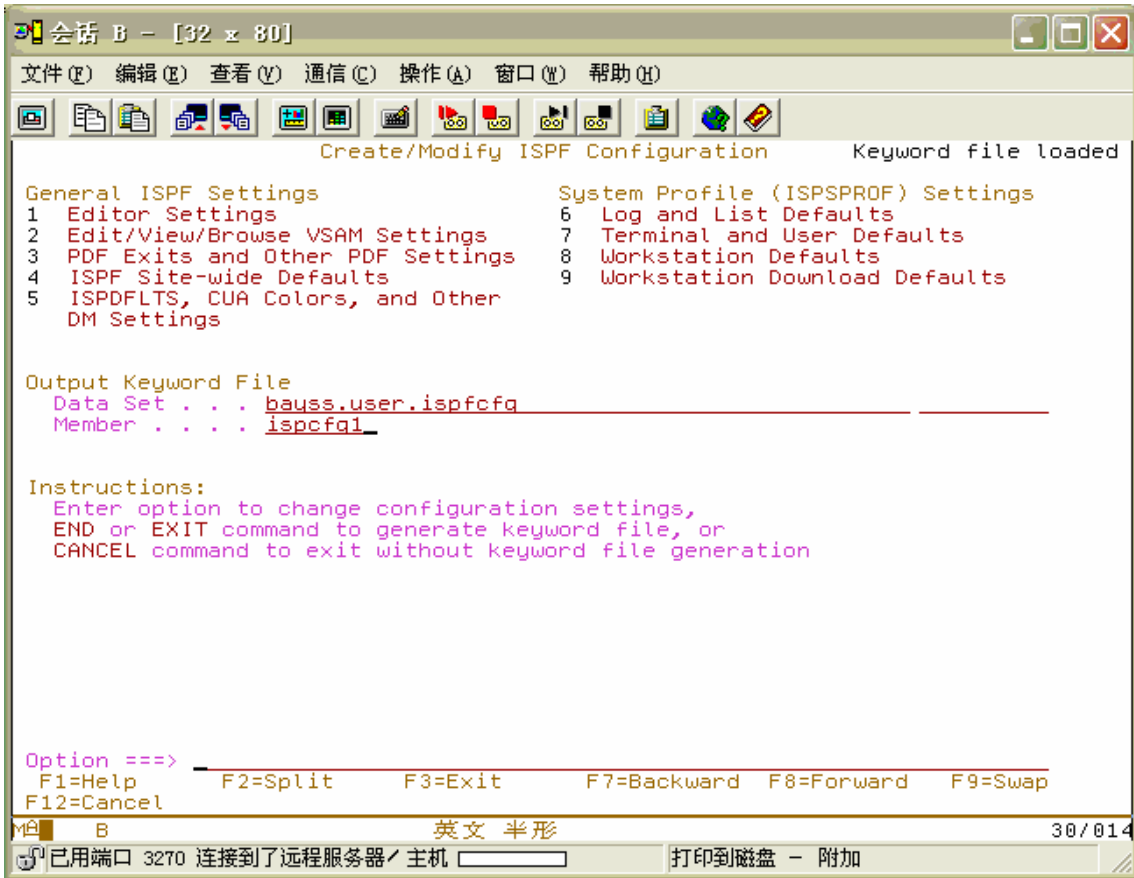 会话 B - [32 x 80]
文件(F) 编辑(E) 查看(V) 通信(C) 操作(A) 窗口(W) 帮助(H)
Create/Modify ISPF Configuration Keyword file loaded
General ISPF Settings System Profile (ISPSPROF) Settings
1 Editor Settings 6 Log and List Defaults
2 Edit/View/Browse VSAM Settings 7 Terminal and User Defaults
3 PDF Exits and Other PDF Settings 8 Workstation Defaults
4 ISPF Site-wide Defaults 9 Workstation Download Defaults
5 ISPDFLTS, CUA Colors, and Other
DM Settings
Output Keyword File
Data Set . . . bayss.user.ispfcfg
Member . . . . ispcfg1
Instructions:
Enter option to change configuration settings,
END or EXIT command to generate keyword file, or
CANCEL command to exit without keyword file generation
Option ===>
F1=Help F2=Split F3=Exit F7=Backward F8=Forward F9=Swap
F12=Cancel
MA B 英文 半形 30/014
已用端口 3270 连接到了远程服务器/主机 打印到磁盘 - 附加